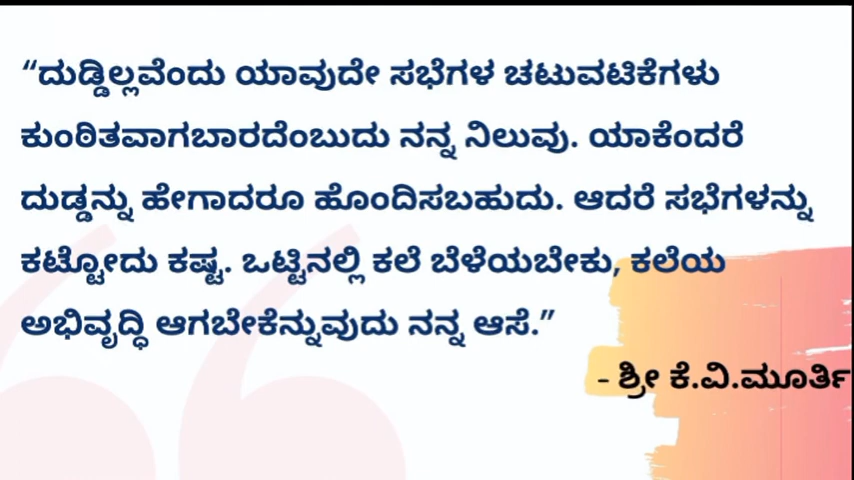 “ದುಡ್ಡಿಲ್ಲವೆಂದು ಯಾವುದೇ ಸಭೆಗಳ ಚಟುವಟಿಕೆಗಳು
ಕುಂಠಿತವಾಗಬಾರದೆಂಬುದು ನನ್ನ ನಿಲುವು. ಯಾಕೆಂದರೆ
ದುಡ್ಡನ್ನು ಹೇಗಾದರೂ ಹೊಂದಿಸಬಹುದು. ಆದರೆ ಸಭೆಗಳನ್ನು
ಕಟ್ಟೋದು ಕಷ್ಟ. ಒಟ್ಟಿನಲ್ಲಿ ಕಲೆ ಬೆಳೆಯಬೇಕು, ಕಲೆಯ
ಅಭಿವೃದ್ಧಿ ಆಗಬೇಕೆನ್ನುವುದು ನನ್ನ ಆಸೆ.”
- ಶ್ರೀ ಕೆ.ವಿ.ಮೂರ್ತಿ